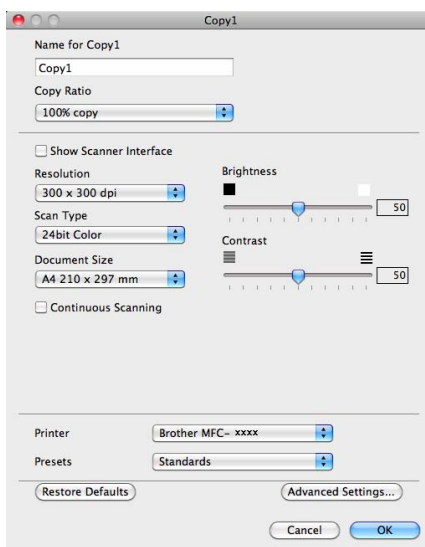 Copy1
Name for Copy1
Copy1
Copy Ratio
100% copy
Show Scanner Interface
Resolution
300 x 300 dpi
Scan Type
24bit Color
Document Size
A4 210 x 297 mm
Continuous Scanning
Brightness
50
Contrast
50
Printer
Brother MFC- xxxx
Presets
Standards
Restore Defaults
Advanced Settings...
Cancel
OK